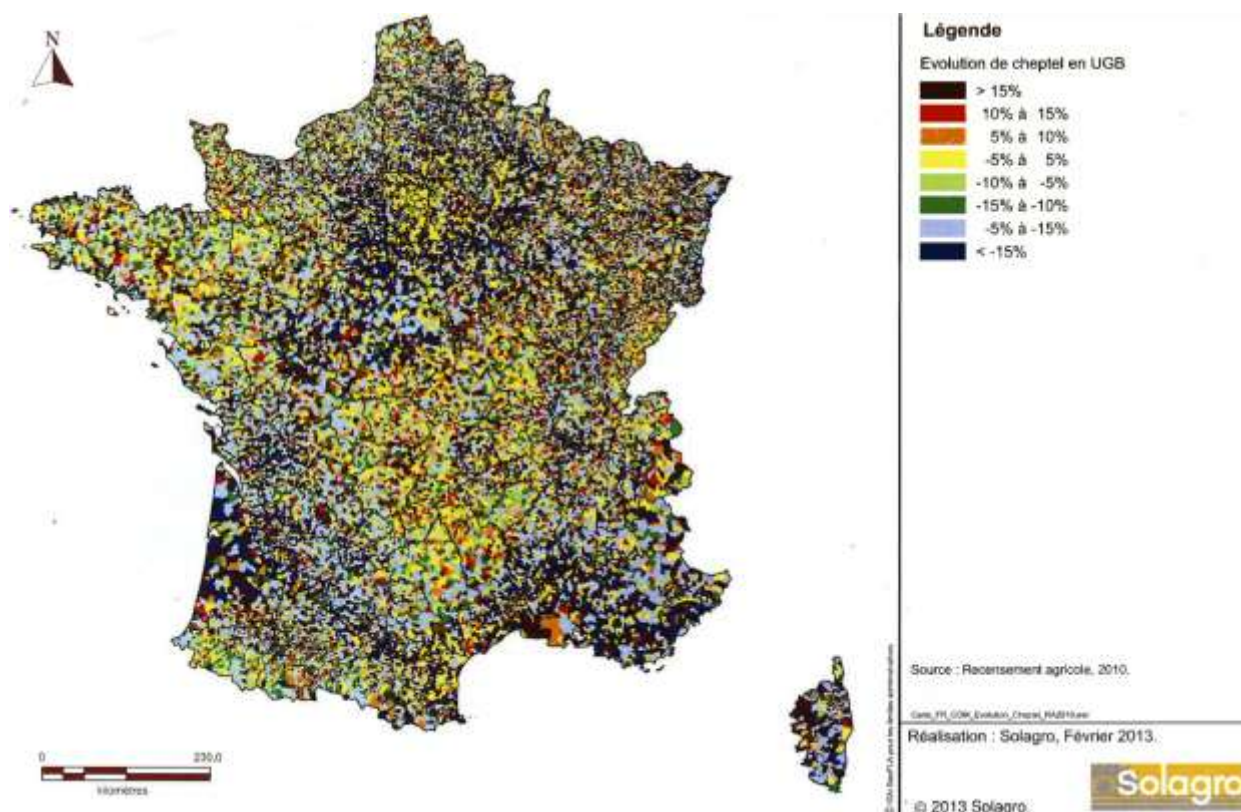 N
Légende
Evolution de cheptel en UGB
> 15%
10% à 15%
5% à 10%
-5% à 5%
-10% à -5%
-15% à -10%
-5% à -15%
< -15%
Source : Recensement agricole, 2010.
Réalisation : Solagro, Février 2013.
Solagro
© 2013 Solagro.
0 230,0
kilomètres